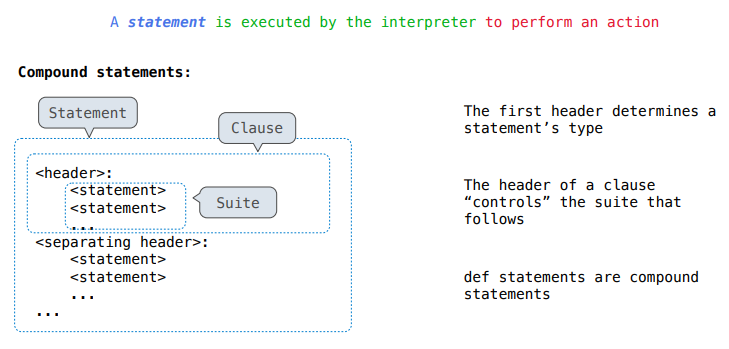 A statement is executed by the interpreter to perform an action
Compound statements:
Statement
Clause
<header>:
<statement>
<statement>
...
Suite
<separating header>:
<statement>
<statement>
...
...
The first header determines a
statement’s type
The header of a clause
“controls” the suite that
follows
def statements are compound
statements